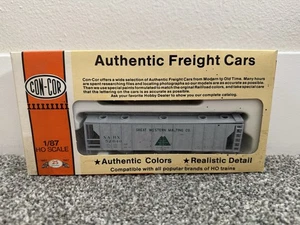 Authentic Freight Cars
Con-Cor offers a wide selection of Authentic Freight Cars from Modern to Old Time. Many hours
are spent researching files and locating photographs so our models are as accurate as possible.
Then we use special paints formulated to match the original Railroad colors, and take special care
that the lettering on the cars is as accurate as possible.
Ask your favorite Hobby Dealer to show you our complete catalog.
CON-COR
1/87
HO SCALE
25
GREAT WESTERN MALTING CO
★Authentic Colors ★Realistic Detail
Compatible with all popular brands of HO trains